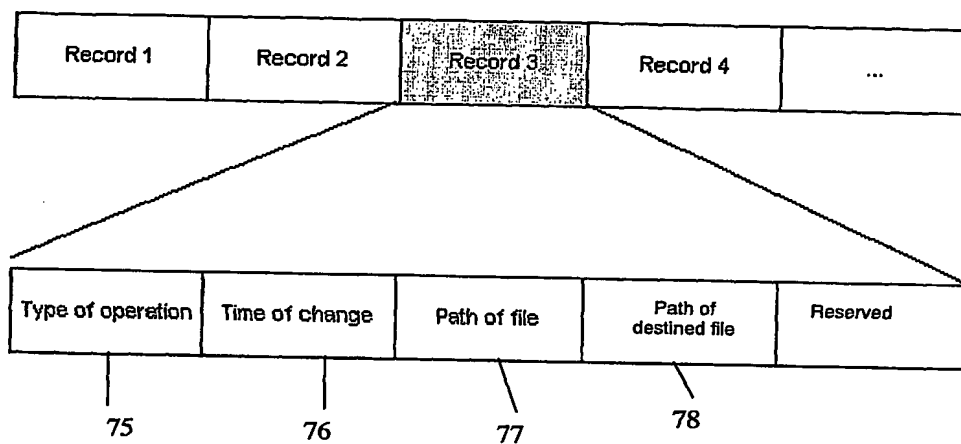 Record 1
Record 2
Record 3
Record 4
...
Type of operation
Time of change
Path of file
Path of
destined file
Reserved
75
76
77
78